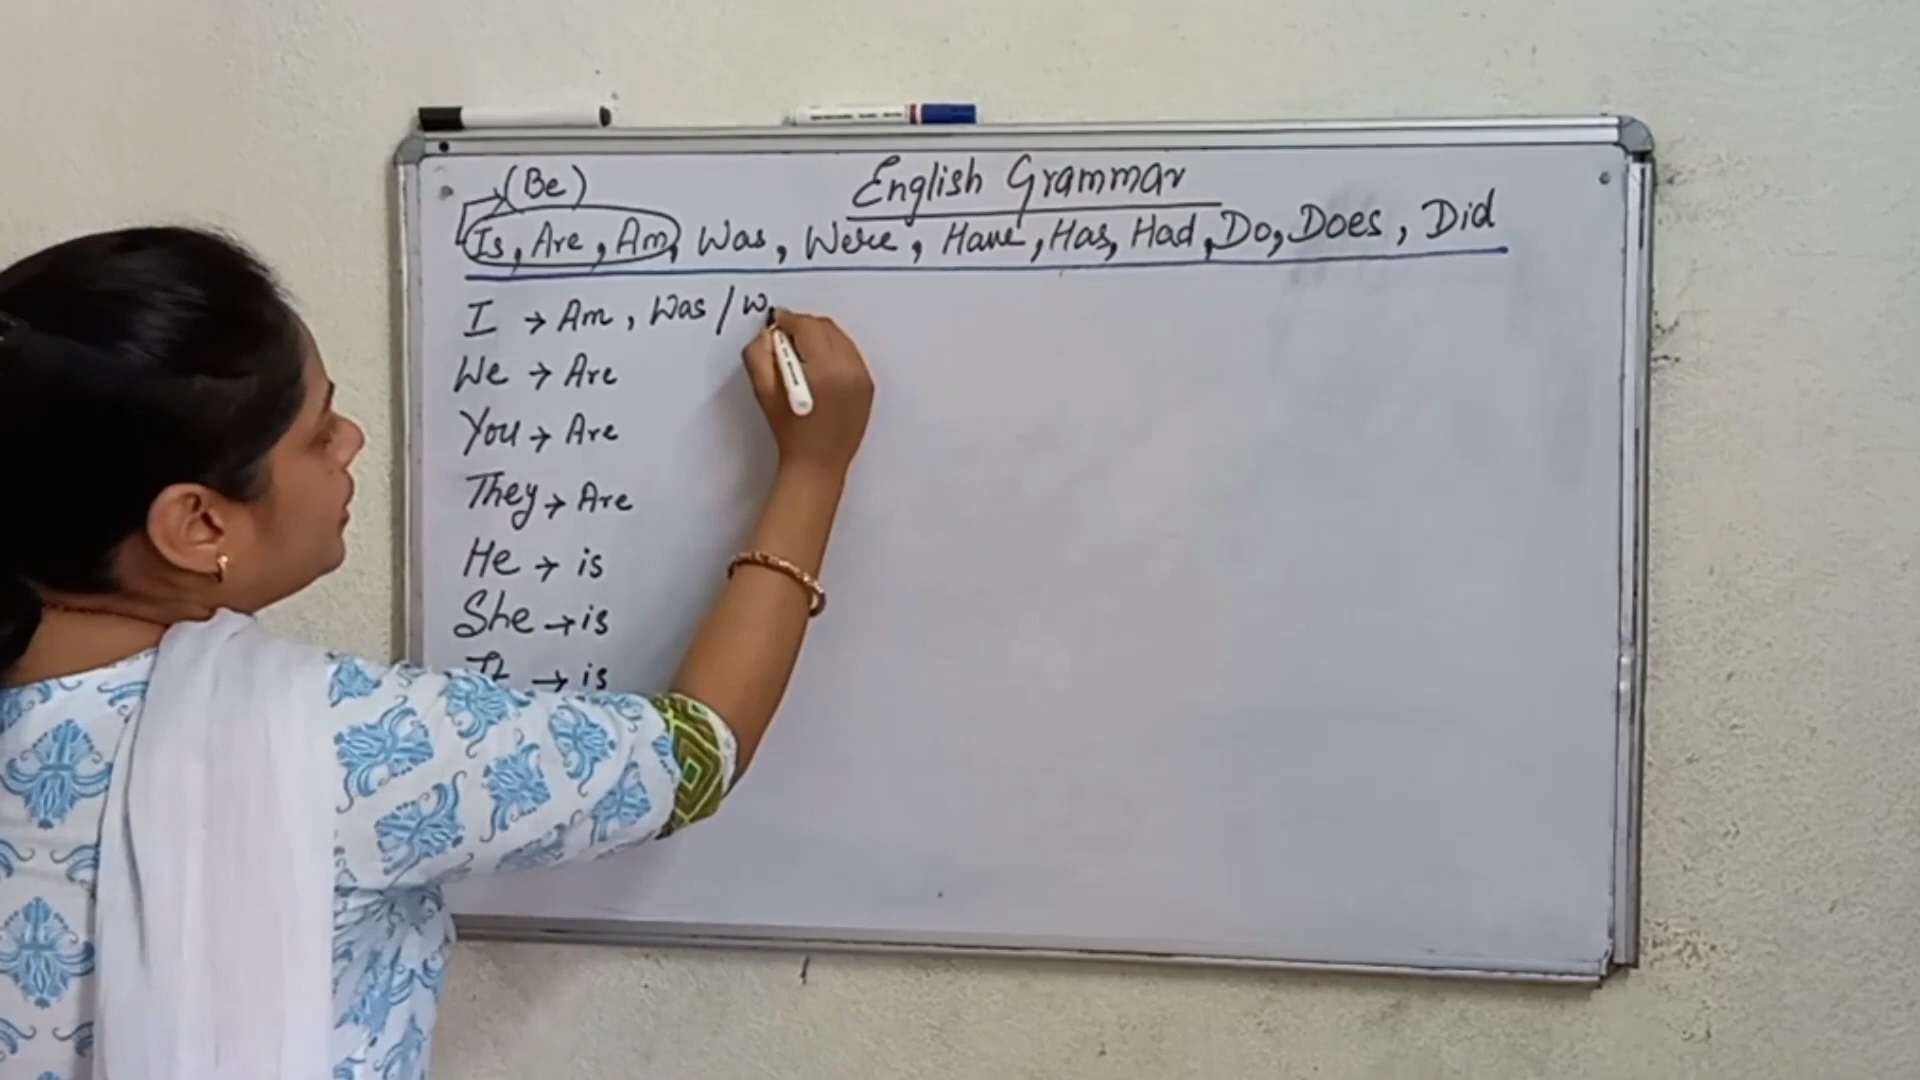 (Be)
English Grammar
Is, Are, Am, Was, Were, Have, Has, Had, Do, Does, Did
I → Am, Was / W
We → Are
You → Are
They → Are
He → is
She → is
It → is